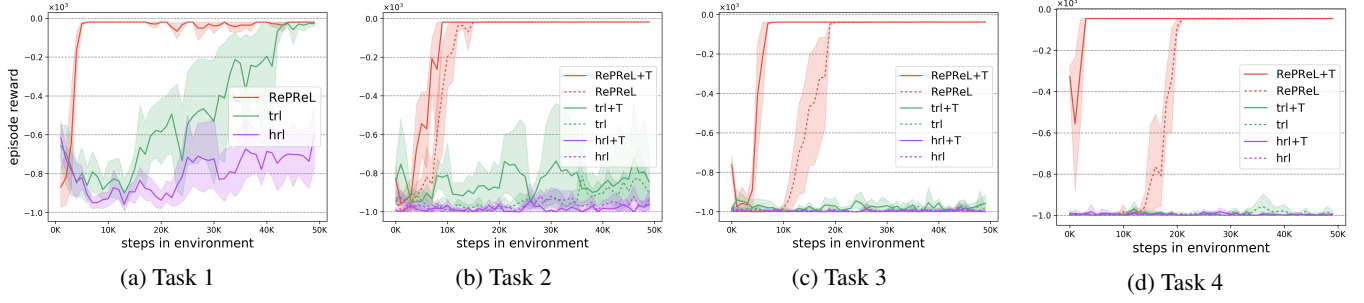 ×10³
0.0
−0.2
−0.4
−0.6
−0.8
−1.0
episode reward
RePReL
trl
hrl
0K 10K 20K 30K 40K 50K
steps in environment
(a) Task 1
×10³
0.0
−0.2
−0.4
−0.6
−0.8
−1.0
RePReL+T
RePReL
trl+T
trl
hrl+T
hrl
0K 10K 20K 30K 40K 50K
steps in environment
(b) Task 2
×10³
0.0
−0.2
−0.4
−0.6
−0.8
−1.0
RePReL+T
RePReL
trl+T
trl
hrl+T
hrl
0K 10K 20K 30K 40K 50K
steps in environment
(c) Task 3
×10³
0.0
−0.2
−0.4
−0.6
−0.8
−1.0
RePReL+T
RePReL
trl+T
trl
hrl+T
hrl
0K 10K 20K 30K 40K 50K
steps in environment
(d) Task 4